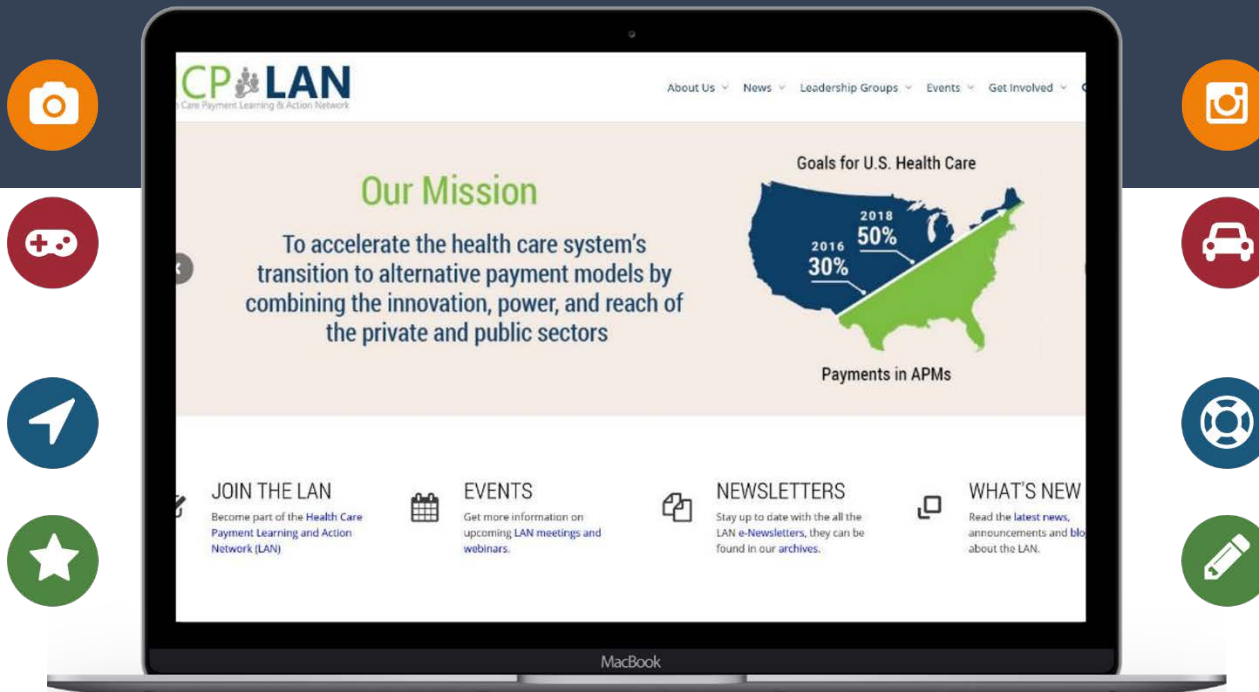 CP LAN
Care Payment Learning & Action Network
About Us
News
Leadership Groups
Events
Get Involved
Our Mission
To accelerate the health care system's
transition to alternative payment models by
combining the innovation, power, and reach of
the private and public sectors
Goals for U.S. Health Care
2018
50%
2016
30%
Payments in APMs
JOIN THE LAN
Become part of the Health Care
Payment Learning and Action
Network (LAN)
EVENTS
Get more information on
upcoming LAN meetings and
webinars.
NEWSLETTERS
Stay up to date with the all the
LAN e-Newsletters, they can be
found in our archives.
WHAT'S NEW
Read the latest news,
announcements and blo
about the LAN.
MacBook